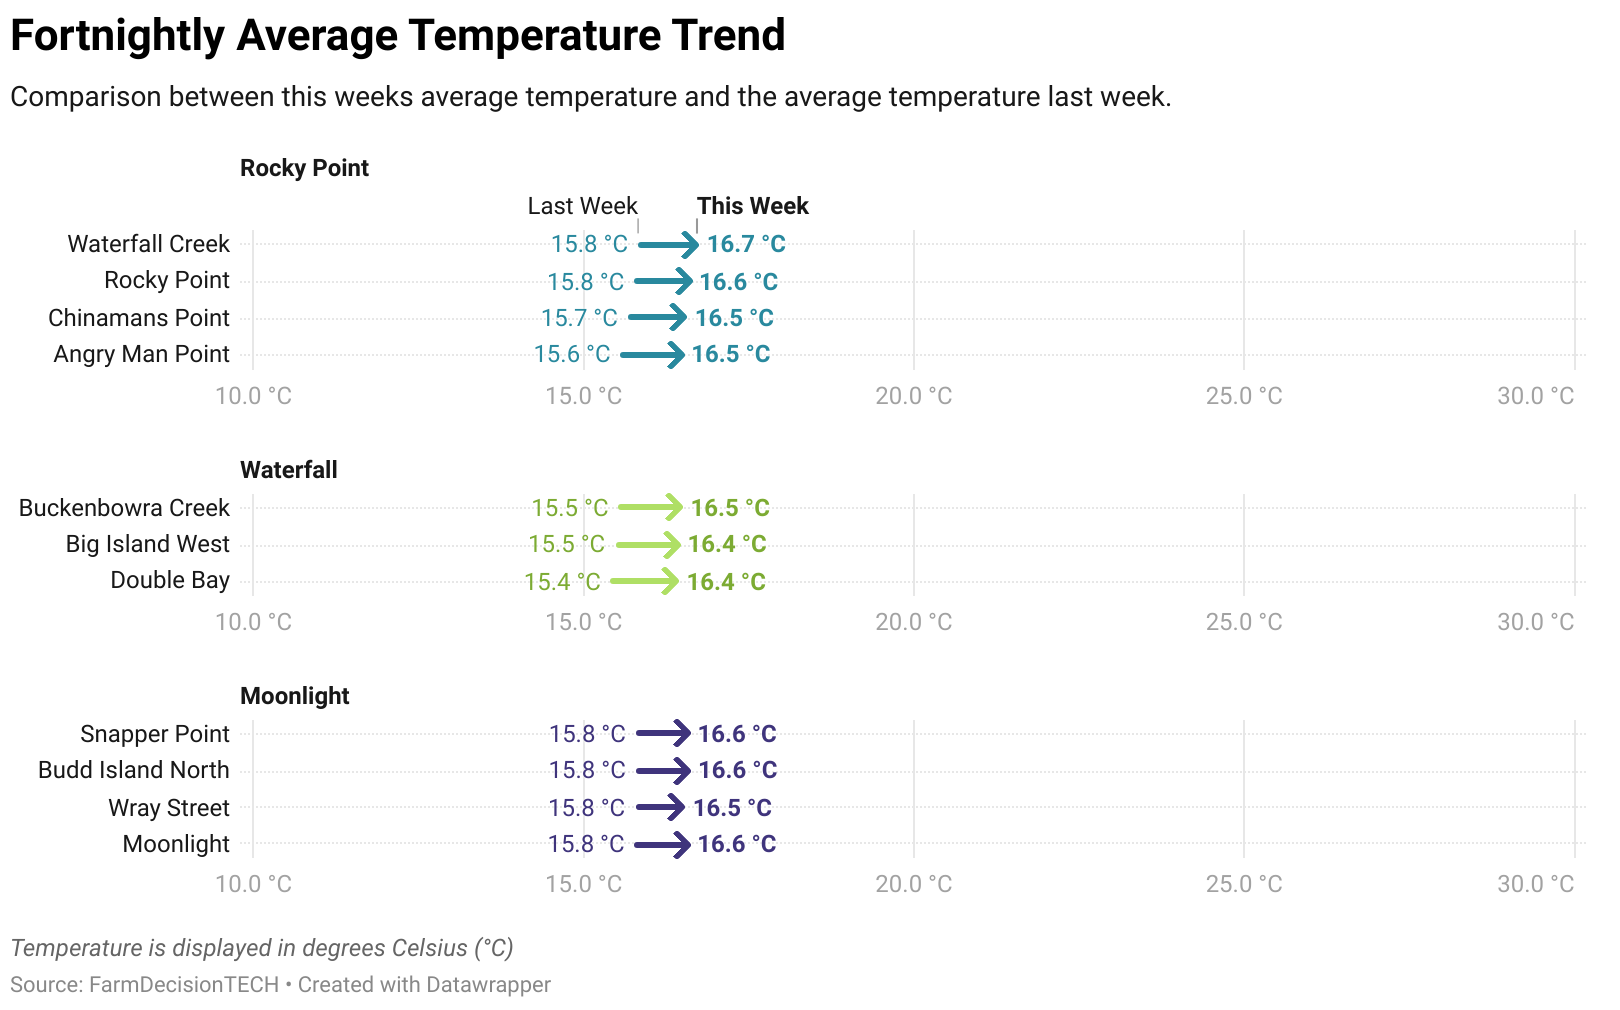 Fortnightly Average Temperature Trend
Comparison between this weeks average temperature and the average temperature last week.
Rocky Point
Last Week This Week
Waterfall Creek 15.8 °C 16.7 °C
Rocky Point 15.8 °C 16.6 °C
Chinamans Point 15.7 °C 16.5 °C
Angry Man Point 15.6 °C 16.5 °C
10.0 °C 15.0 °C 20.0 °C 25.0 °C 30.0 °C
Waterfall
Buckenbowra Creek 15.5 °C 16.5 °C
Big Island West 15.5 °C 16.4 °C
Double Bay 15.4 °C 16.4 °C
10.0 °C 15.0 °C 20.0 °C 25.0 °C 30.0 °C
Moonlight
Snapper Point 15.8 °C 16.6 °C
Budd Island North 15.8 °C 16.6 °C
Wray Street 15.8 °C 16.5 °C
Moonlight 15.8 °C 16.6 °C
10.0 °C 15.0 °C 20.0 °C 25.0 °C 30.0 °C
Temperature is displayed in degrees Celsius (°C)
Source: FarmDecisionTECH • Created with Datawrapper